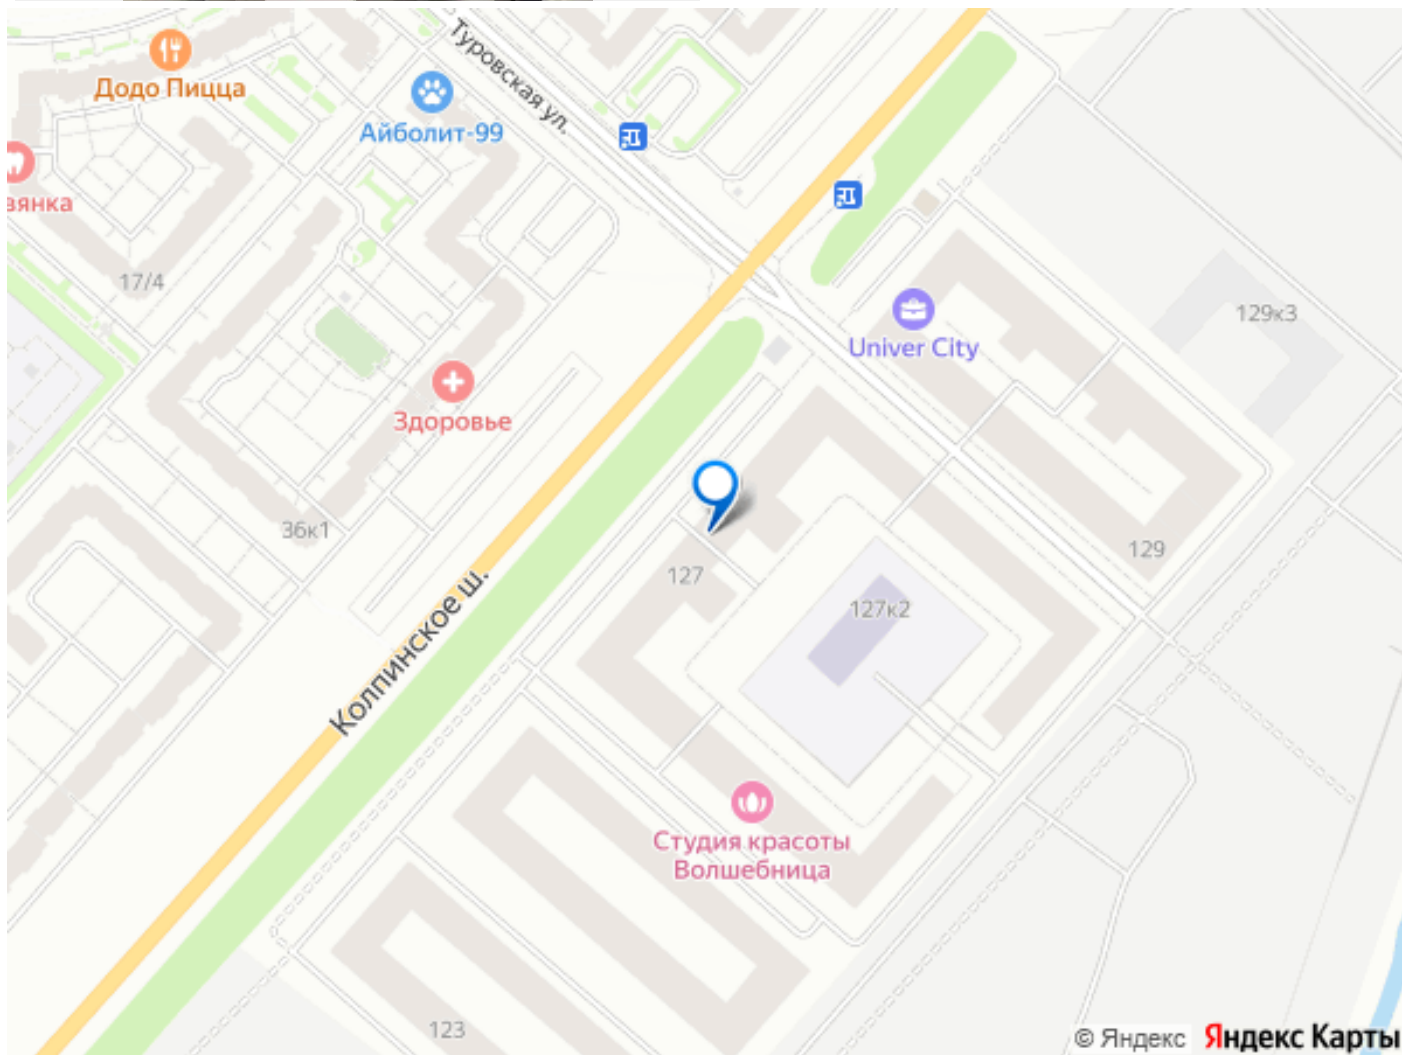 Туровская ул.
Додо Пицца
Айболит-99
вянка
17/4
129к3
Univer City
Здоровье
36к1
129
127
127к2
Колпинское ш.
Студия красоты
Волшебница
123
© Яндекс Яндекс Карты